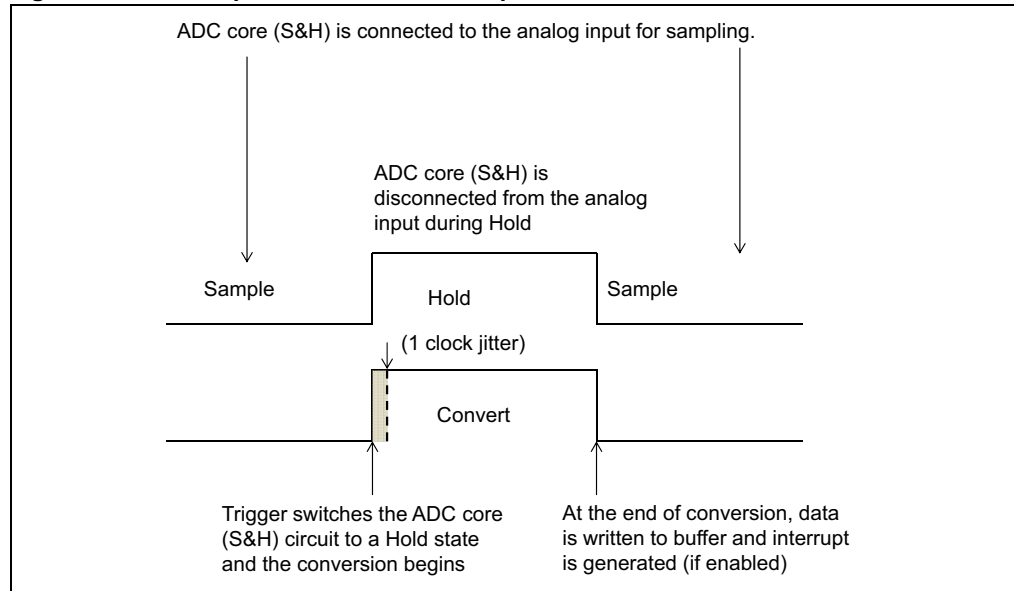 ADC core (S&H) is connected to the analog input for sampling.
ADC core (S&H) is
disconnected from the analog
input during Hold
Sample
Hold
Sample
(1 clock jitter)
Convert
Trigger switches the ADC core
(S&H) circuit to a Hold state
and the conversion begins
At the end of conversion, data
is written to buffer and interrupt
is generated (if enabled)